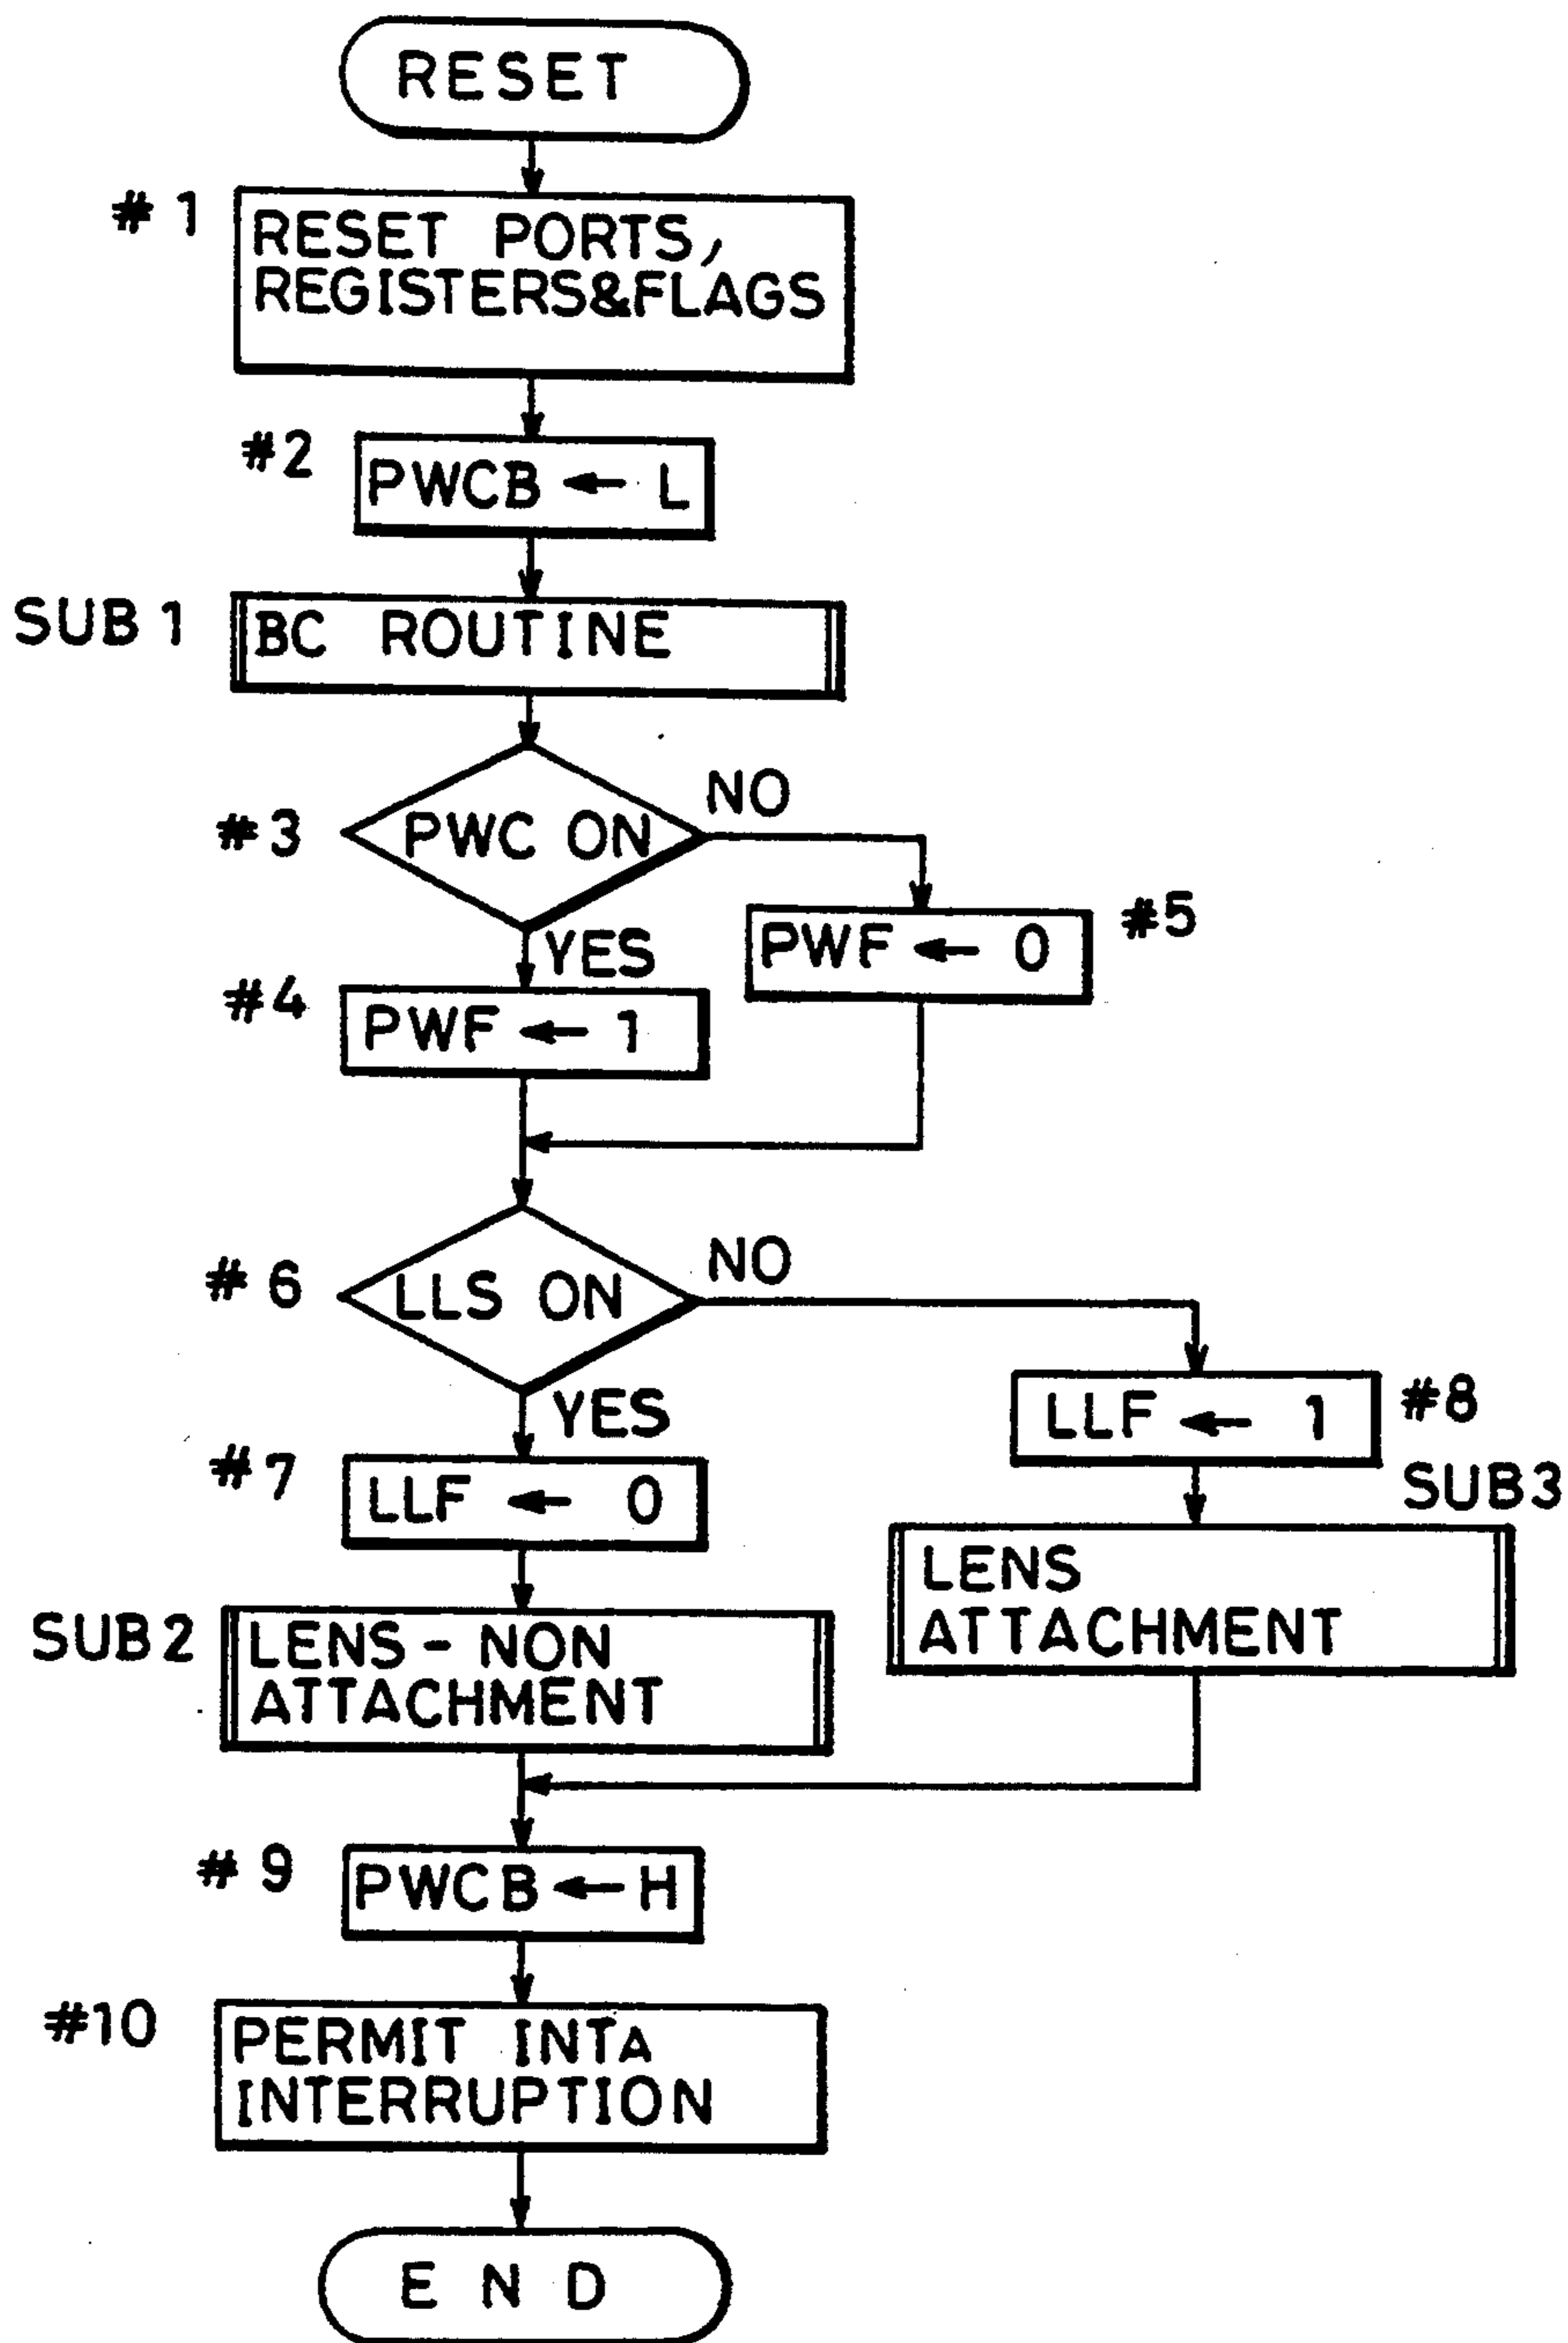 RESET
#1
RESET PORTS,
REGISTERS&FLAGS
#2
PWCB ← L
SUB1
BC ROUTINE
#3
PWC ON
NO
YES
#5
PWF ← 0
#4
PWF ← 1
#6
LLS ON
NO
YES
#8
LLF ← 1
#7
LLF ← 0
SUB3
LENS
ATTACHMENT
SUB2
LENS-NON
ATTACHMENT
#9
PWCB ← H
#10
PERMIT INTA
INTERRUPTION
END